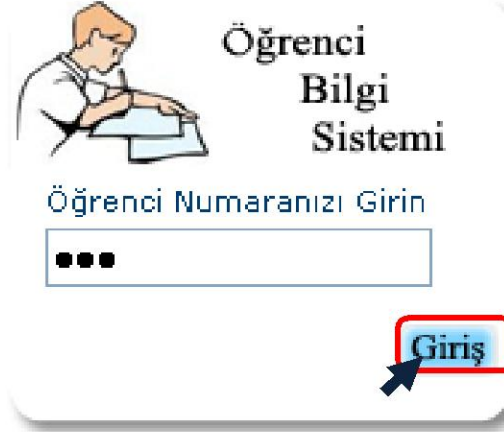 Öğrenci
Bilgi
Sistemi
Öğrenci Numaranızı Girin
●●●
Giriş